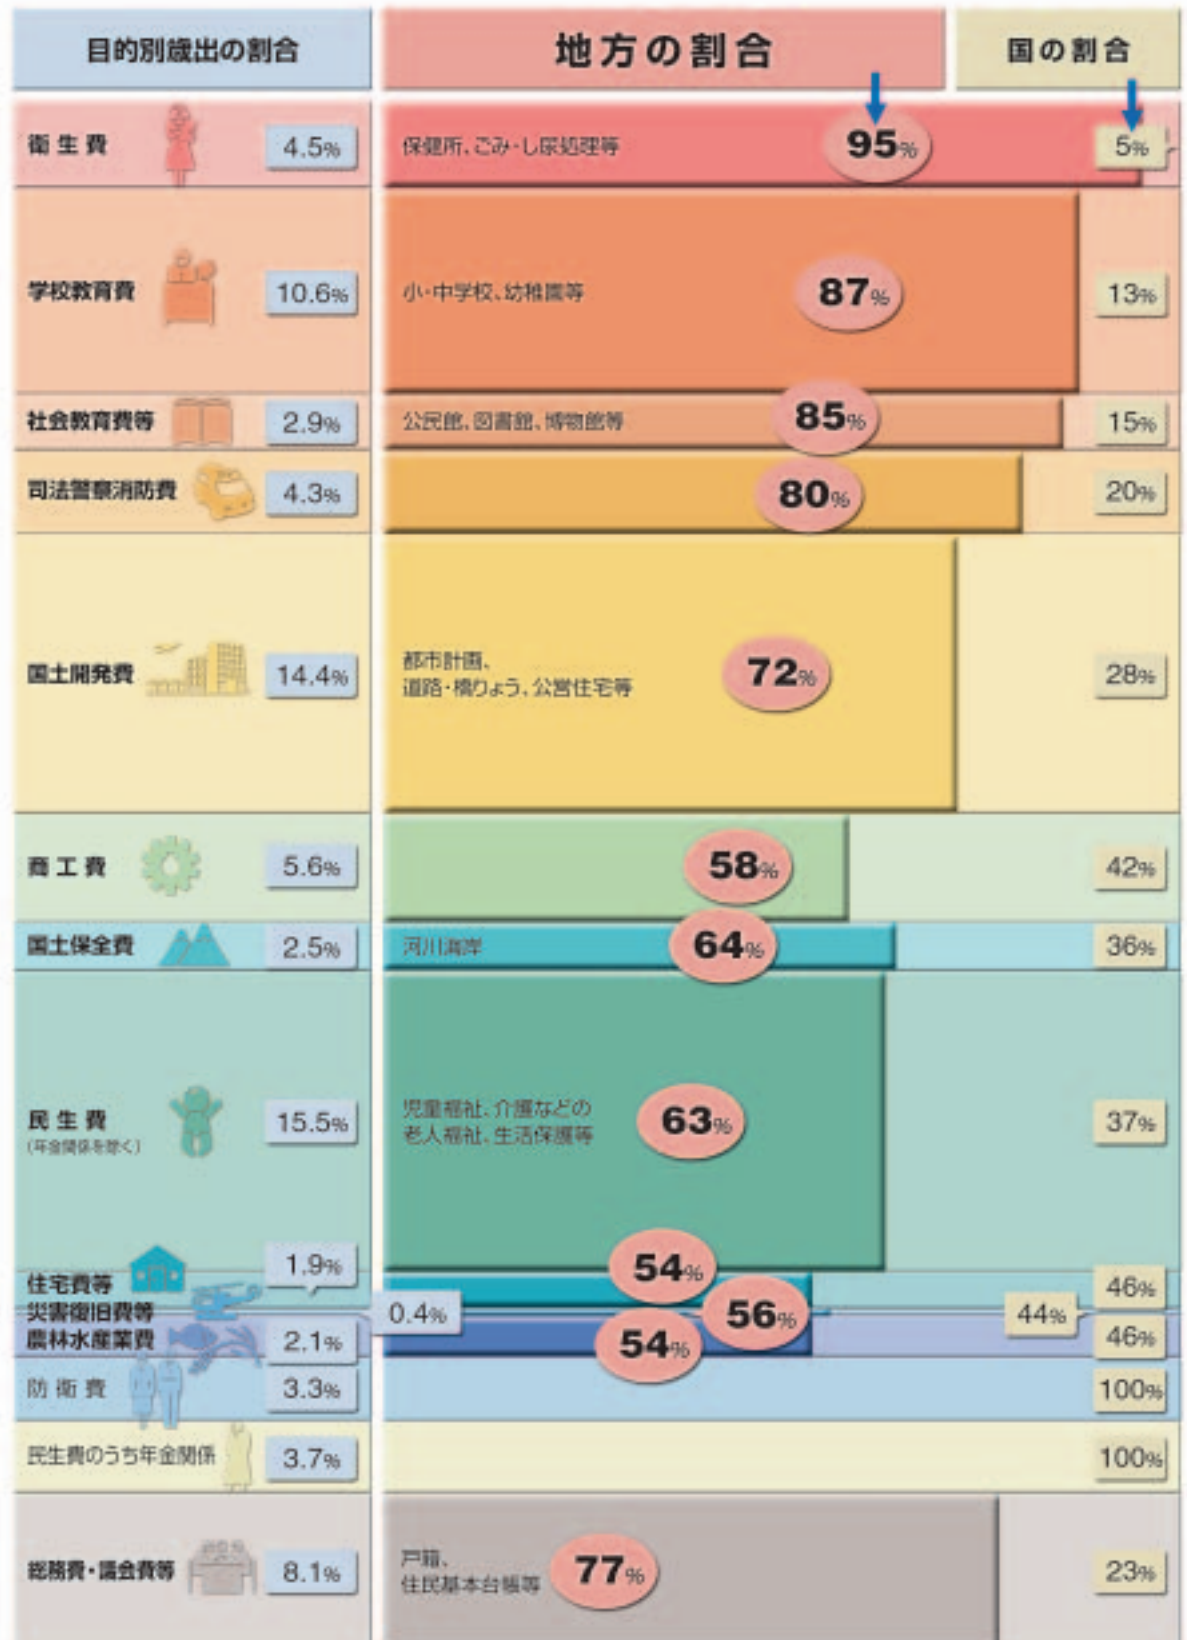 目的別歳出の割合 地方の割合 国の割合
衛生費 4.5% 保健所、ごみ・し尿処理等 95% 5%
学校教育費 10.6% 小・中学校、幼稚園等 87% 13%
社会教育費等 2.9% 公民館、図書館、博物館等 85% 15%
司法警察消防費 4.3% 80% 20%
国土開発費 14.4% 都市計画、
道路・橋りょう、公営住宅等 72% 28%
商工費 5.6% 58% 42%
国土保全費 2.5% 河川海岸 64% 36%
民生費
(年金関係を除く) 15.5% 児童福祉、介護などの
老人福祉、生活保護等 63% 37%
住宅費等 1.9% 54% 46%
災害復旧費等 0.4% 56% 44%
農林水産業費 2.1% 54% 46%
防衛費 3.3% 100%
民生費のうち年金関係 3.7% 100%
総務費・議会費等 8.1% 戸籍、
住民基本台帳等 77% 23%